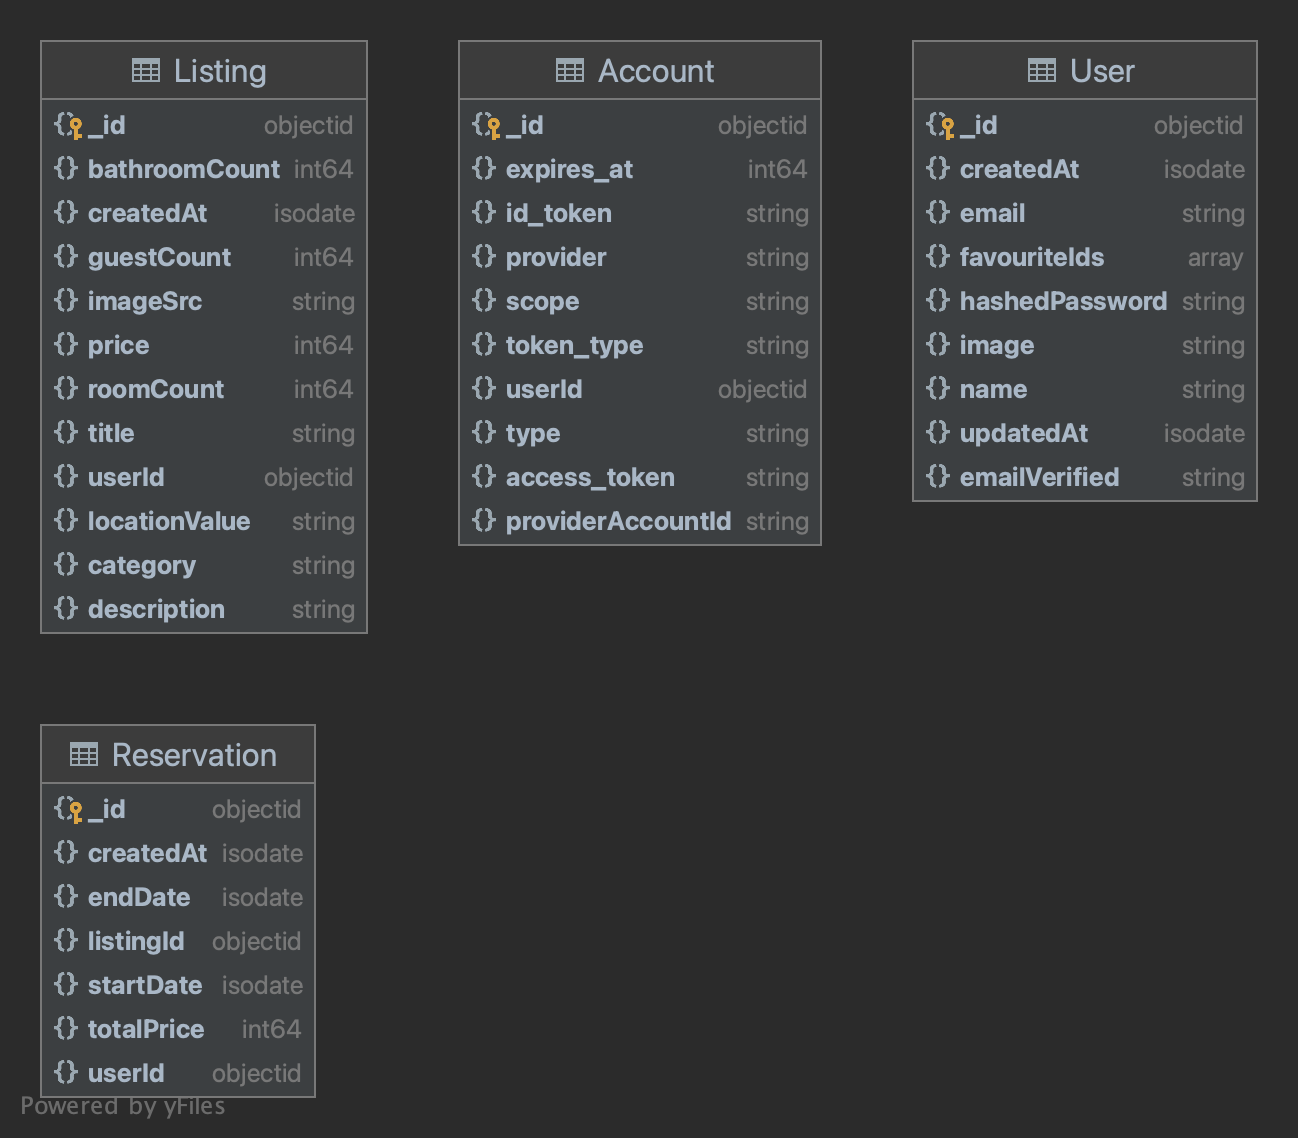 Listing
_id objectid
bathroomCount int64
createdAt isodate
guestCount int64
imageSrc string
price int64
roomCount int64
title string
userId objectid
locationValue string
category string
description string
Account
_id objectid
expires_at int64
id_token string
provider string
scope string
token_type string
userId objectid
type string
access_token string
providerAccountId string
User
_id objectid
createdAt isodate
email string
favouriteIds array
hashedPassword string
image string
name string
updatedAt isodate
emailVerified string
Reservation
_id objectid
createdAt isodate
endDate isodate
listingId objectid
startDate isodate
totalPrice int64
userId objectid
Powered by yFiles